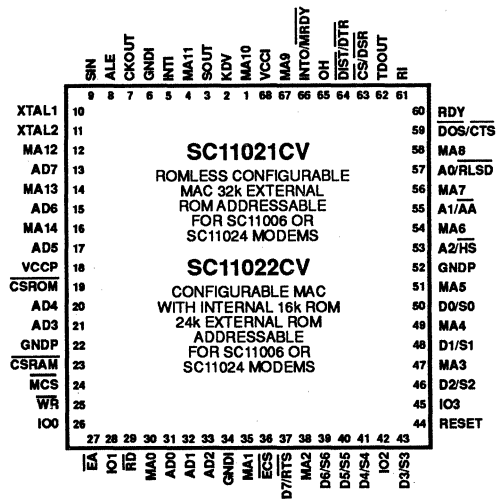 SIN ALE CKOUT GNDI INTI MA11 SOUT KDV MA10 VCCI MA9 INTO/MRDY OH DIST/DTR CS/DSR TDOUT RI
9 8 7 6 5 4 3 2 1 68 67 66 65 64 63 62 61
XTAL1 10
XTAL2 11
MA12 12
AD7 13
MA13 14
AD6 15
MA14 16
AD5 17
VCCP 18
CSROM 19
AD4 20
AD3 21
GNDP 22
CSRAM 23
MCS 24
WR 25
IO0 26
SC11021CV
ROMLESS CONFIGURABLE
MAC 32k EXTERNAL
ROM ADDRESSABLE
FOR SC11006 OR
SC11024 MODEMS
SC11022CV
CONFIGURABLE MAC
WITH INTERNAL 16k ROM
24k EXTERNAL ROM
ADDRESSABLE
FOR SC11006 OR
SC11024 MODEMS
60 RDY
59 DOS/CTS
58 MA8
57 A0/RLSD
56 MA7
55 A1/AA
54 MA6
53 A2/HS
52 GNDP
51 MA5
50 D0/S0
49 MA4
48 D1/S1
47 MA3
46 D2/S2
45 IO3
44 RESET
27 28 29 30 31 32 33 34 35 36 37 38 39 40 41 42 43
EA IO1 RD MA0 AD0 AD1 AD2 GNDI MA1 ECS D7/RTS MA2 D6/S6 D5/S5 D4/S4 IO2 D3/S3